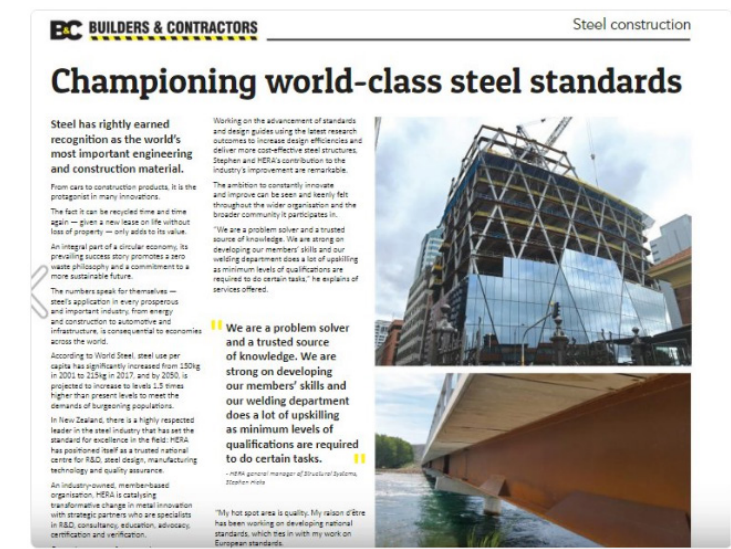 B&C BUILDERS & CONTRACTORS
Steel construction
Championing world-class steel standards
Steel has rightly earned
recognition as the world's
most important engineering
and construction material.
From cars to construction products, it is the
protagonist in many innovations.
The fact it can be recycled time and time
again — given a new lease on life without
loss of property — only adds to its value.
An integral part of a circular economy, its
prevailing success story promotes a zero
waste philosophy and a commitment to a
more sustainable future.
The numbers speak for themselves —
steel's application in every prosperous
and important industry, from energy
and construction to automotive and
infrastructure, is consequential to economies
across the world.
According to World Steel, steel use per
capita has significantly increased from 150kg
in 2001 to 215kg in 2017, and by 2050, is
projected to increase to levels 1.5 times
higher than present levels to meet the
demands of burgeoning populations.
In New Zealand, there is a highly respected
leader in the steel industry that has set the
standard for excellence in the field: HERA
has positioned itself as a trusted national
centre for R&D, steel design, manufacturing
technology and quality assurance.
An industry-owned, member-based
organisation, HERA is catalysing
transformative change in metal innovation
with strategic partners who are specialists
in R&D, consultancy, education, advocacy,
certification and verification.
Working on the advancement of standards
and design guides using the latest research
outcomes to increase design efficiencies and
deliver more cost-effective steel structures,
Stephen and HERA's contribution to the
industry's improvement are remarkable.
The ambition to constantly innovate
and improve can be seen and keenly felt
throughout the wider organisation and the
broader community it participates in.
"We are a problem solver and a trusted
source of knowledge. We are strong on
developing our members' skills and our
welding department does a lot of upskilling
as minimum levels of qualifications are
required to do certain tasks," he explains of
services offered.
" We are a problem solver
and a trusted source
of knowledge. We are
strong on developing
our members' skills and
our welding department
does a lot of upskilling
as minimum levels of
qualifications are required
to do certain tasks. "
- HERA general manager of Structural Systems,
Stephen Hicks
"My hot spot area is quality. My raison d'être
has been working on developing national
standards, which ties in with my work on
European standards.